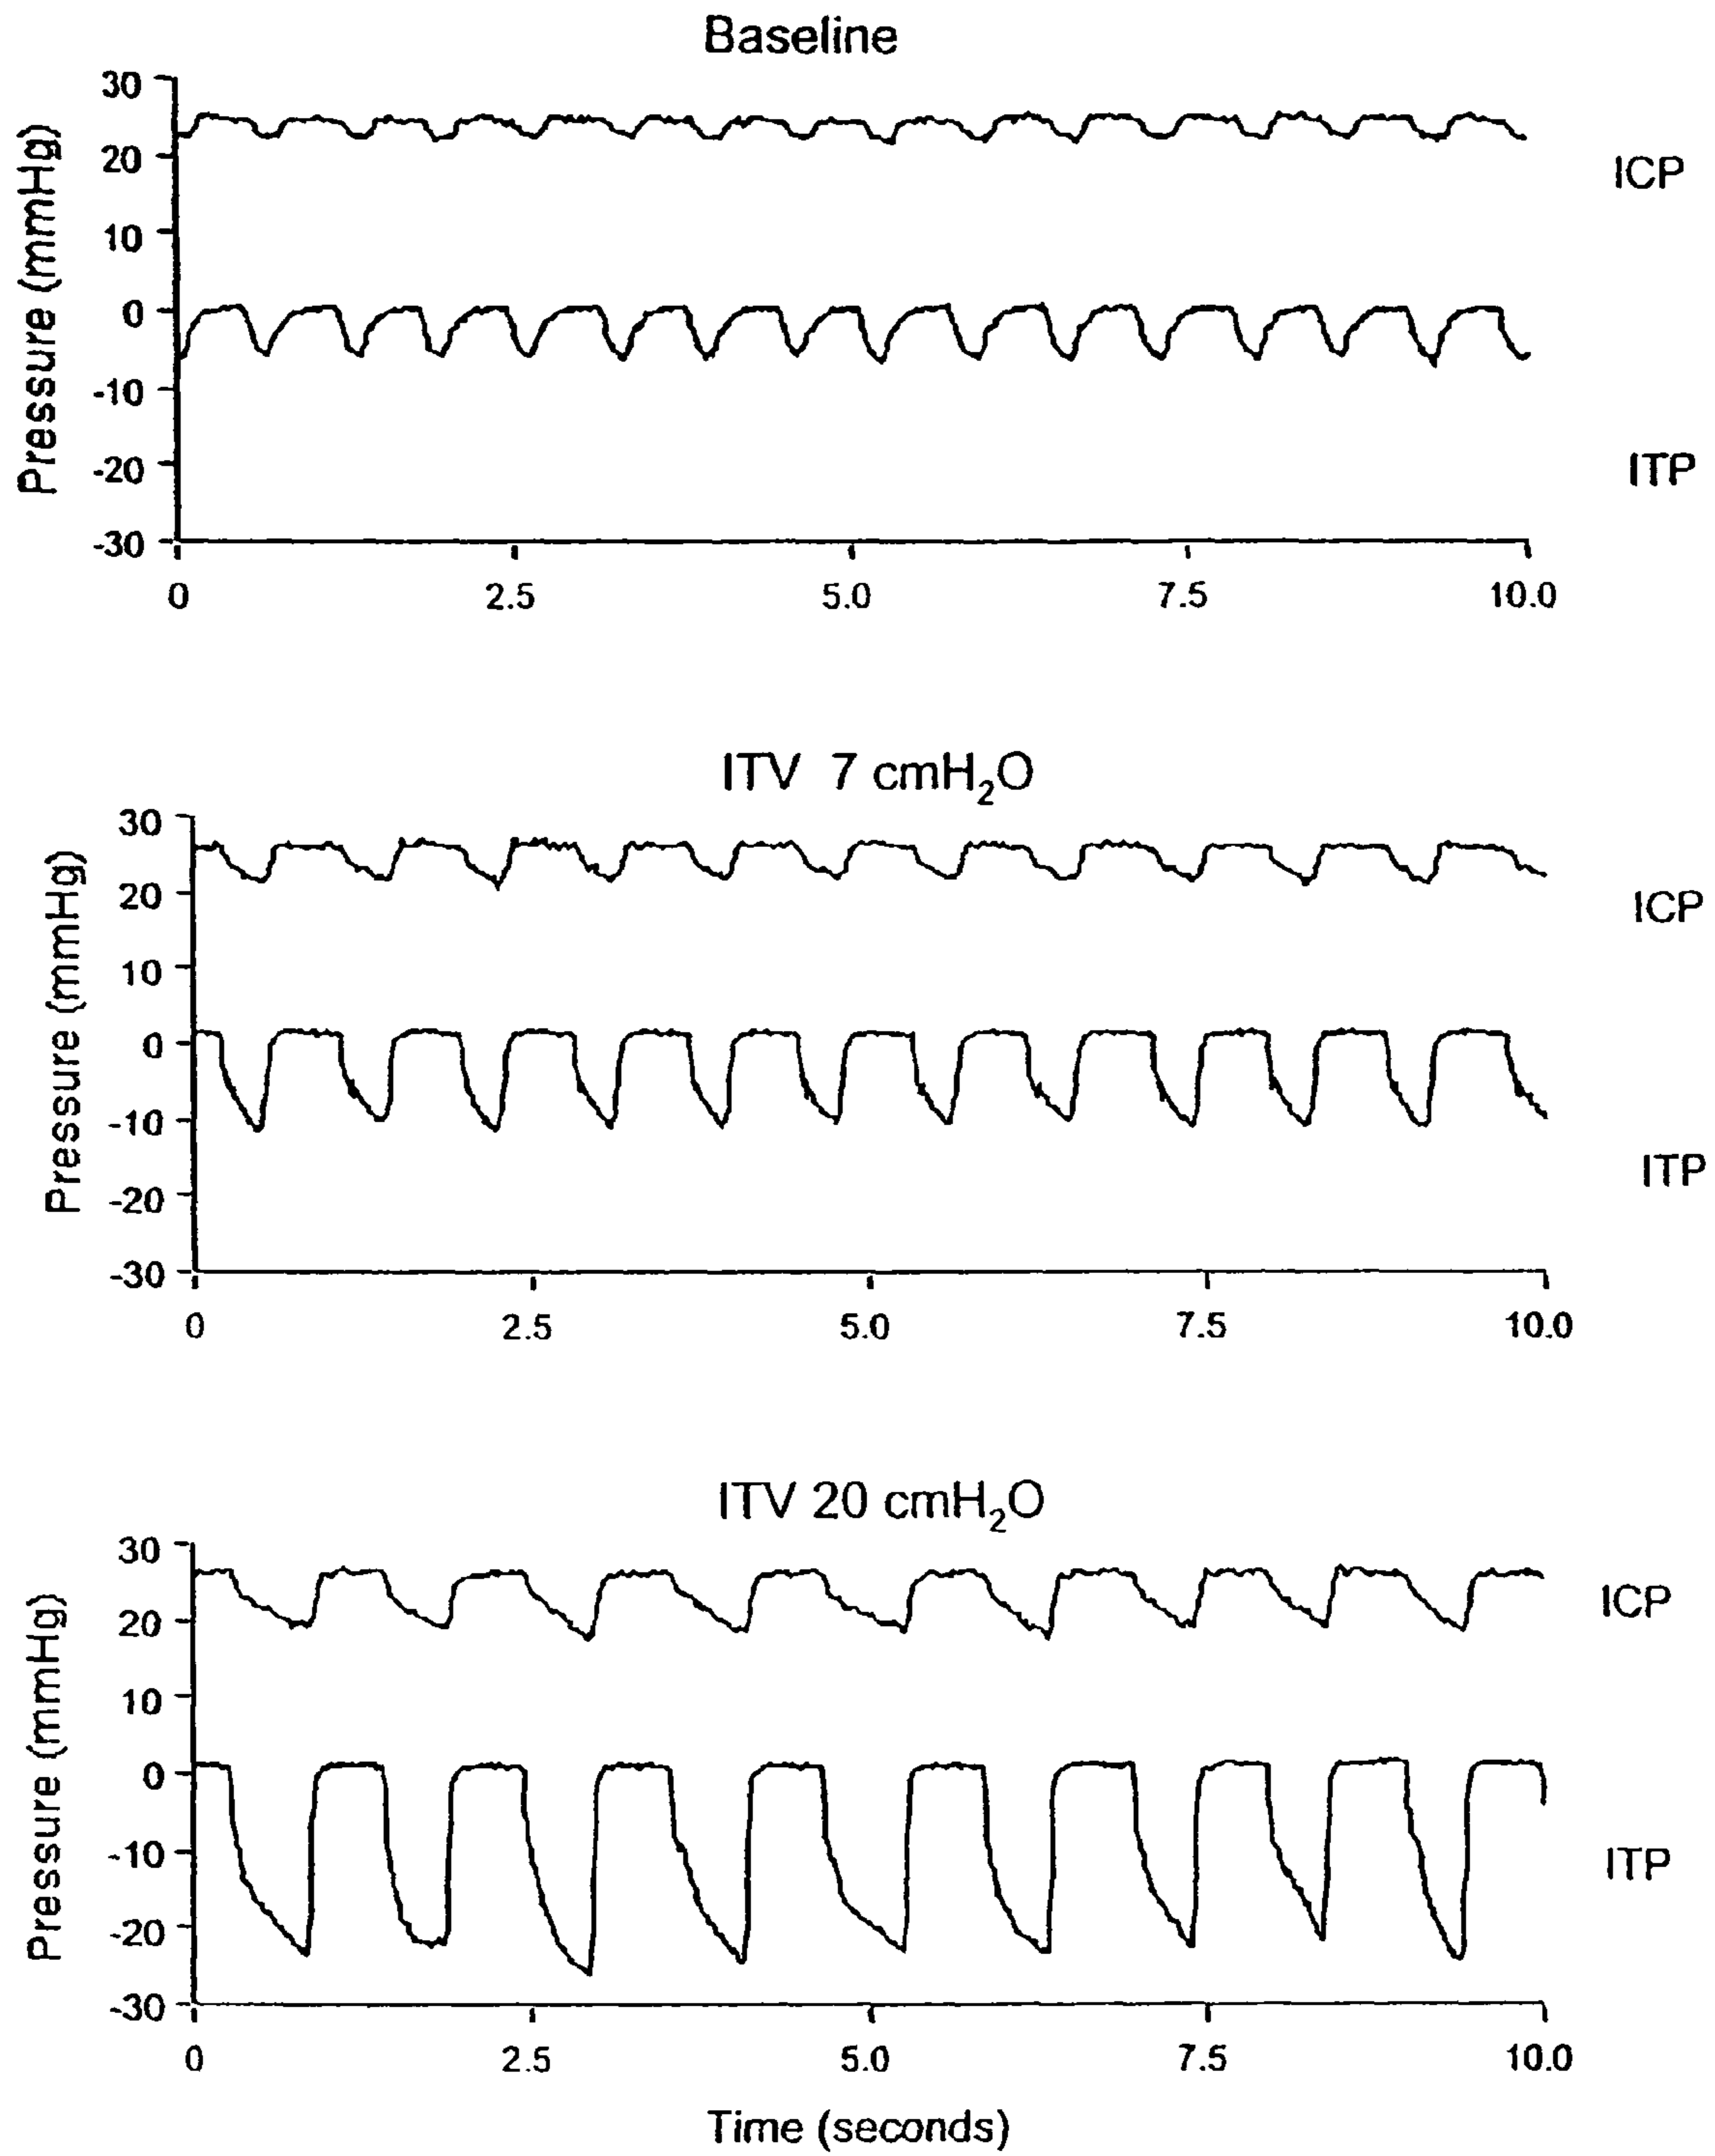 Baseline
Pressure (mmHg)
30
20
10
0
-10
-20
-30
ICP
ITP
0 2.5 5.0 7.5 10.0
ITV 7 cmH₂O
Pressure (mmHg)
30
20
10
0
-10
-20
-30
ICP
ITP
0 2.5 5.0 7.5 10.0
ITV 20 cmH₂O
Pressure (mmHg)
30
20
10
0
-10
-20
-30
ICP
ITP
0 2.5 5.0 7.5 10.0
Time (seconds)